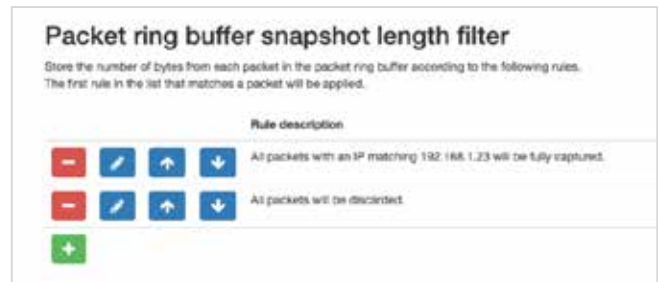 Packet ring buffer snapshot length filter
Store the number of bytes from each packet in the packet ring buffer according to the following rules.
The first rule in the list that matches a packet will be applied.
Rule description
All packets with an IP matching 192.168.1.23 will be fully captured.
All packets will be discarded.